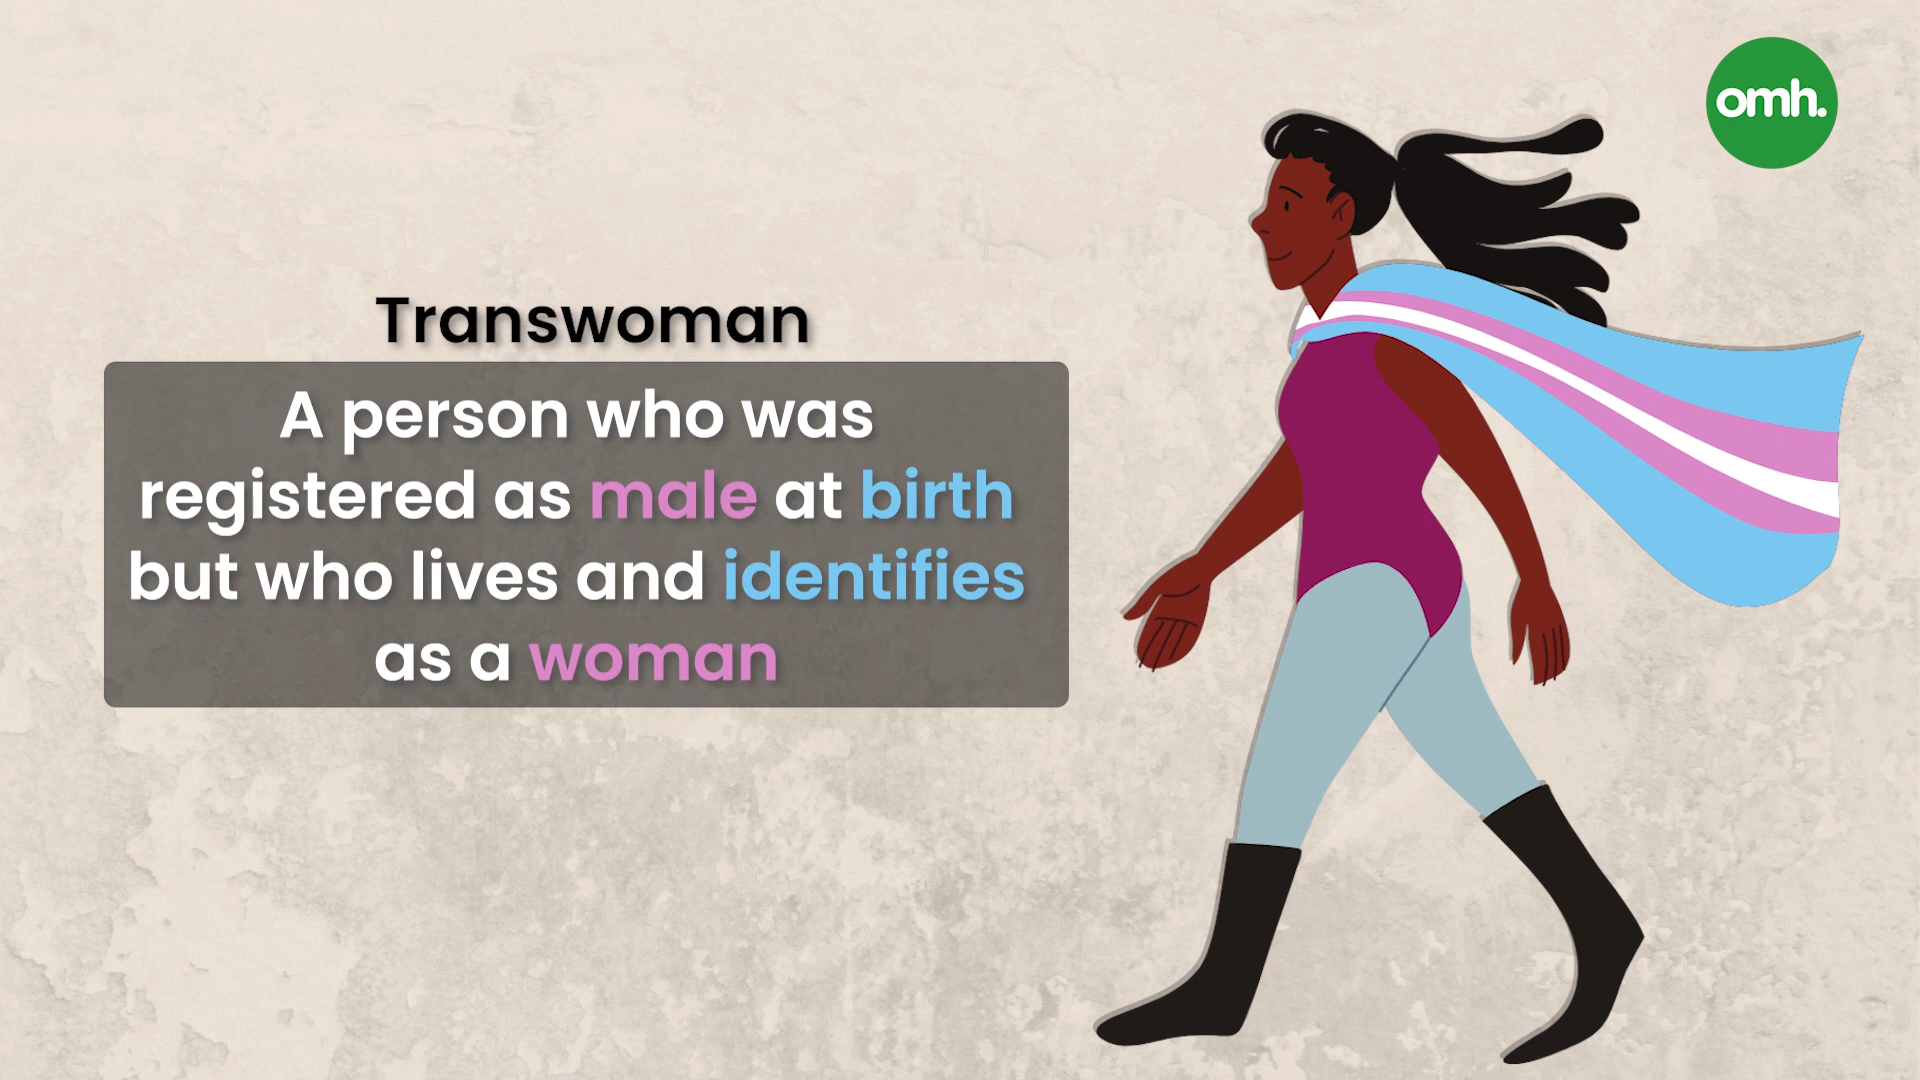 omh.
Transwoman
A person who was
registered as male at birth
but who lives and identifies
as a woman